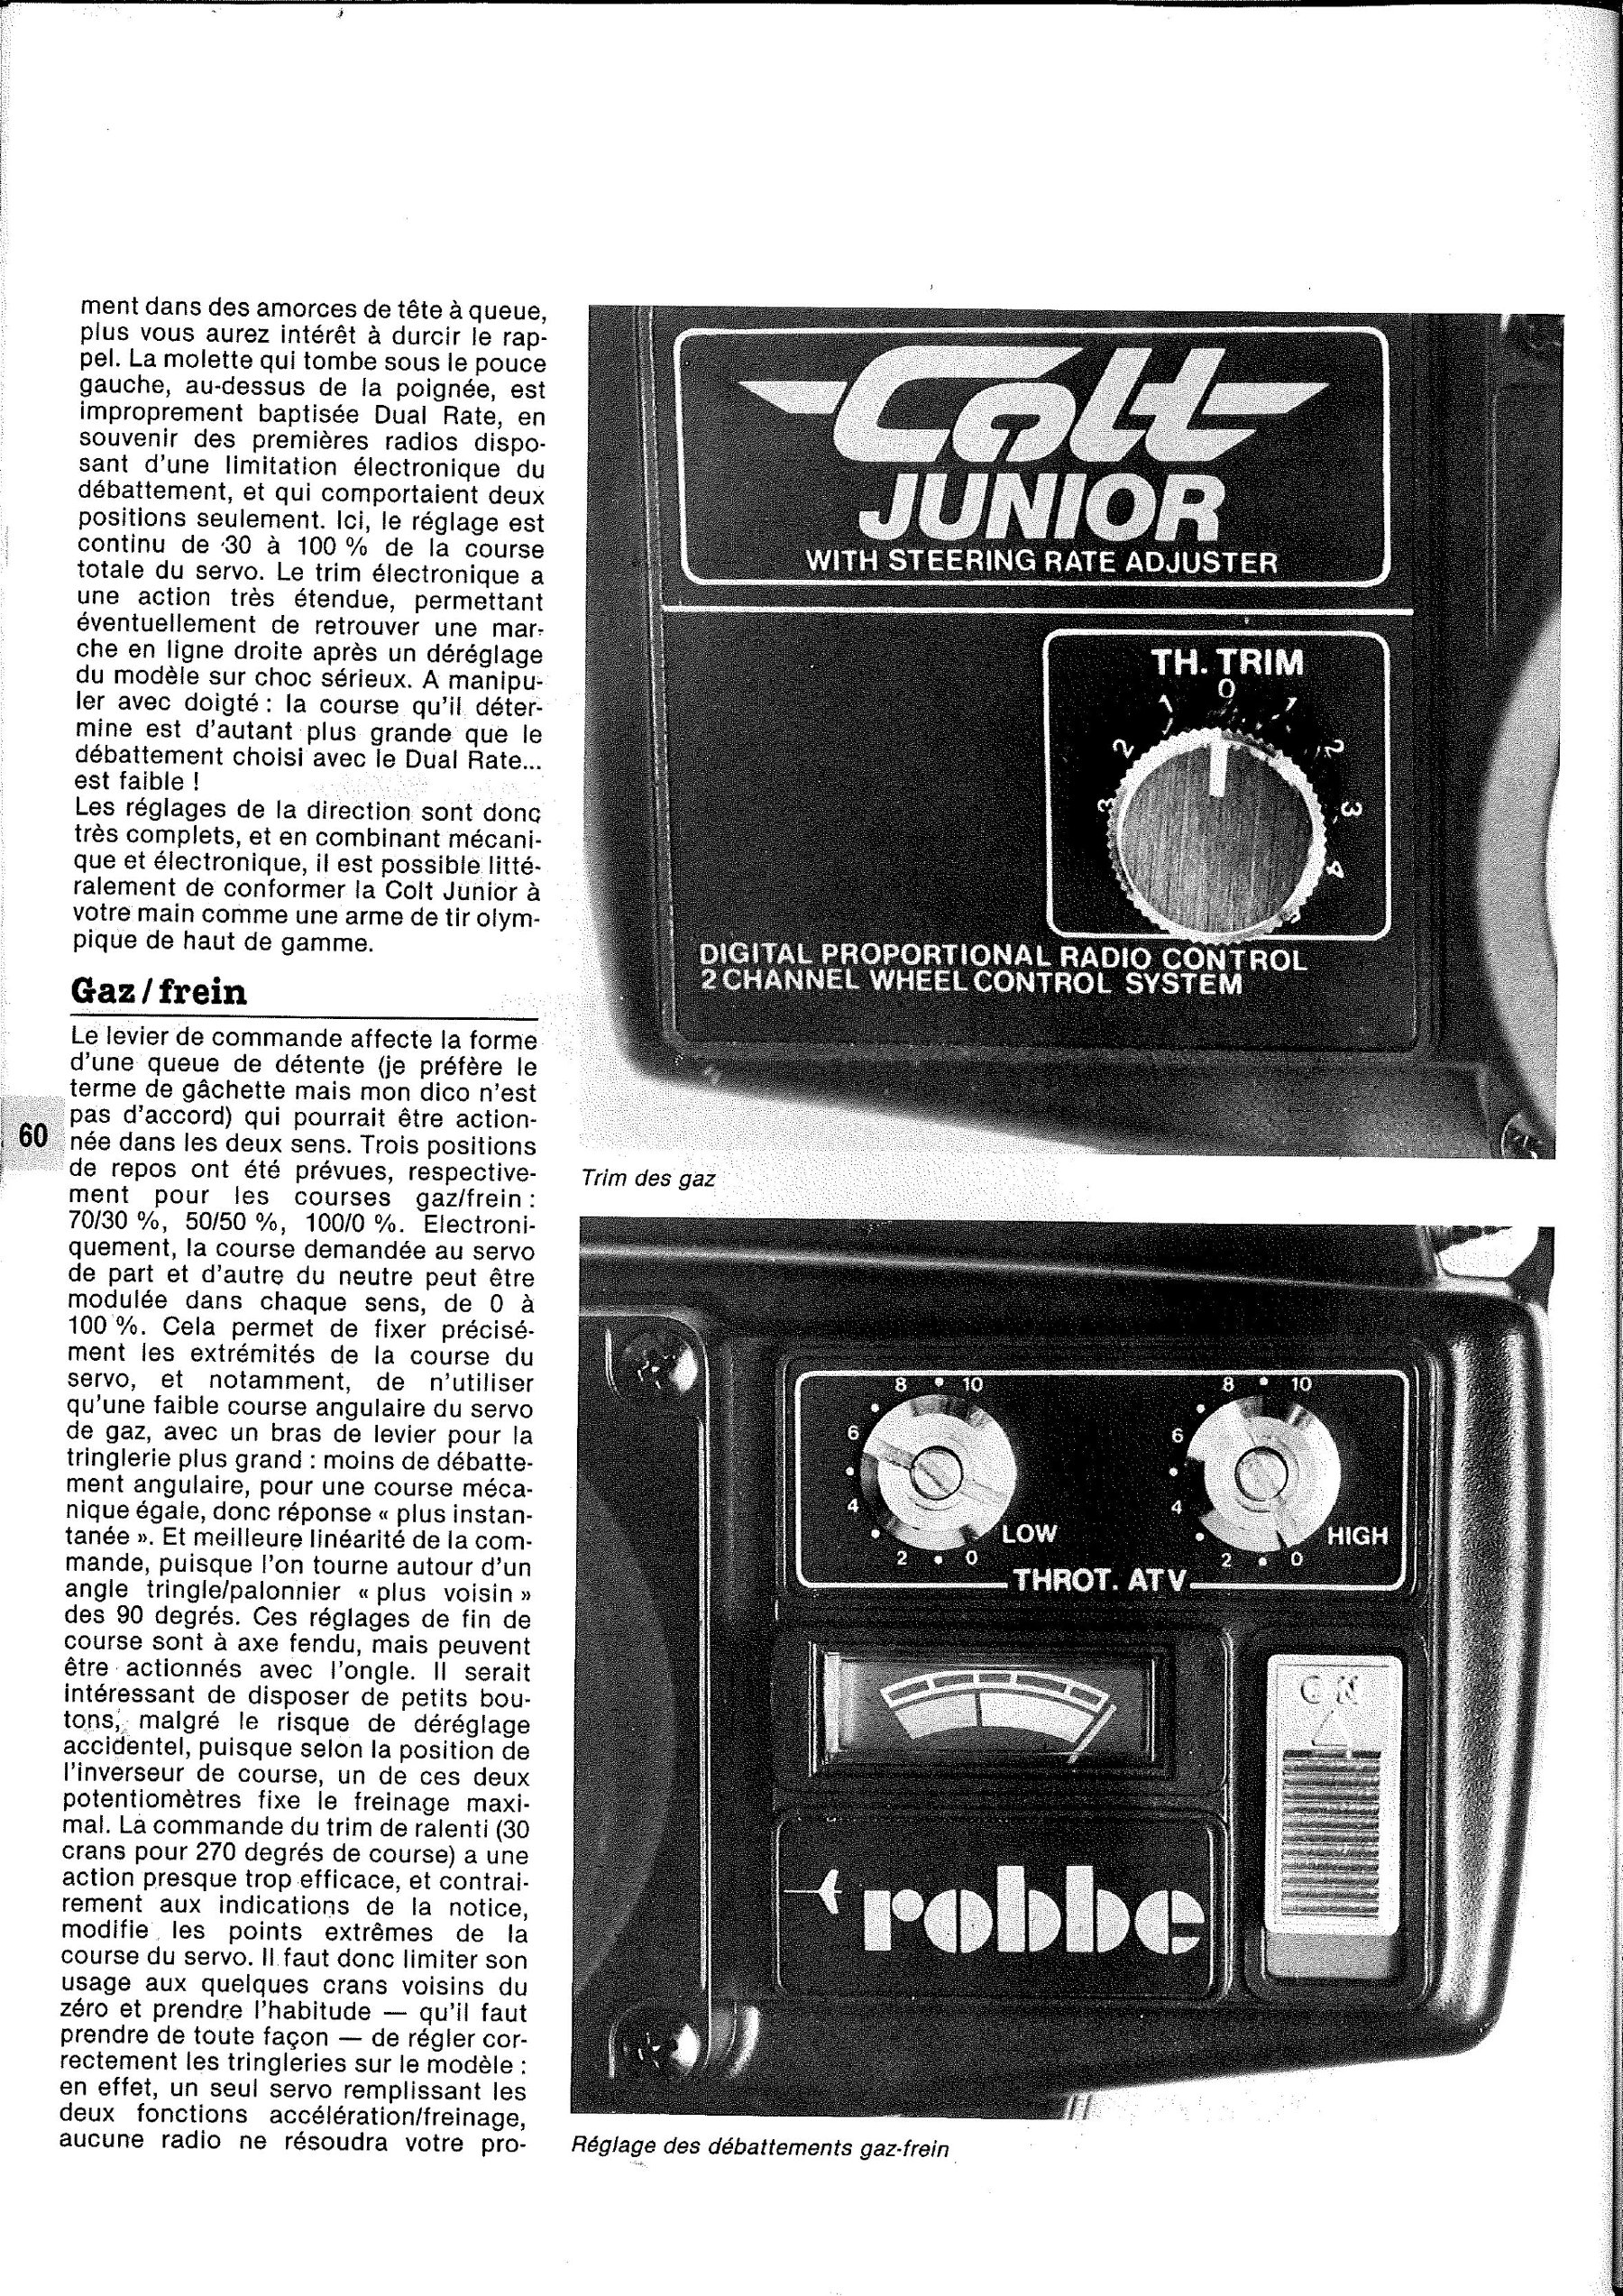 ment dans des amorces de tête à queue,
plus vous aurez intérêt à durcir le rap-
pel. La molette qui tombe sous le pouce
gauche, au-dessus de la poignée, est
improprement baptisée Dual Rate, en
souvenir des premières radios dispo-
sant d'une limitation électronique du
débattement, et qui comportaient deux
positions seulement. Ici, le réglage est
continu de 30 à 100 % de la course
totale du servo. Le trim électronique a
une action très étendue, permettant
éventuellement de retrouver une mar-
che en ligne droite après un déréglage
du modèle sur choc sérieux. A manipu-
ler avec doigté : la course qu'il déter-
mine est d'autant plus grande que le
débattement choisi avec le Dual Rate...
est faible !
Les réglages de la direction sont donc
très complets, et en combinant mécani-
que et électronique, il est possible litté-
ralement de conformer la Colt Junior à
votre main comme une arme de tir olym-
pique de haut de gamme.
Gaz / frein
Le levier de commande affecte la forme
d'une queue de détente (je préfère le
terme de gâchette mais mon dico n'est
pas d'accord) qui pourrait être action-
née dans les deux sens. Trois positions
de repos ont été prévues, respective-
ment pour les courses gaz/frein :
70/30 %, 50/50 %, 100/0 %. Electroni-
quement, la course demandée au servo
de part et d'autre du neutre peut être
modulée dans chaque sens, de 0 à
100 %. Cela permet de fixer précisé-
ment les extrémités de la course du
servo, et notamment, de n'utiliser
qu'une faible course angulaire du servo
de gaz, avec un bras de levier pour la
tringlerie plus grand : moins de débatte-
ment angulaire, pour une course méca-
nique égale, donc réponse « plus instan-
tanée ». Et meilleure linéarité de la com-
mande, puisque l'on tourne autour d'un
angle tringle/palonnier « plus voisin »
des 90 degrés. Ces réglages de fin de
course sont à axe fendu, mais peuvent
être actionnés avec l'ongle. Il serait
intéressant de disposer de petits bou-
tons, malgré le risque de déréglage
accidentel, puisque selon la position de
l'inverseur de course, un de ces deux
potentiomètres fixe le freinage maxi-
mal. La commande du trim de ralenti (30
crans pour 270 degrés de course) a une
action presque trop efficace, et contrai-
rement aux indications de la notice,
modifie les points extrêmes de la
course du servo. Il faut donc limiter son
usage aux quelques crans voisins du
zéro et prendre l'habitude — qu'il faut
prendre de toute façon — de régler cor-
rectement les tringleries sur le modèle :
en effet, un seul servo remplissant les
deux fonctions accélération/freinage,
aucune radio ne résoudra votre pro-
60
Colt
JUNIOR
WITH STEERING RATE ADJUSTER
TH. TRIM
0
1 1
2 2
3 3
4
DIGITAL PROPORTIONAL RADIO CONTROL
2 CHANNEL WHEEL CONTROL SYSTEM
Trim des gaz
8 10 8 10
6 6
4 4
LOW HIGH
2 0 2 0
THROT. ATV
ON
robbe
Réglage des débattements gaz-frein